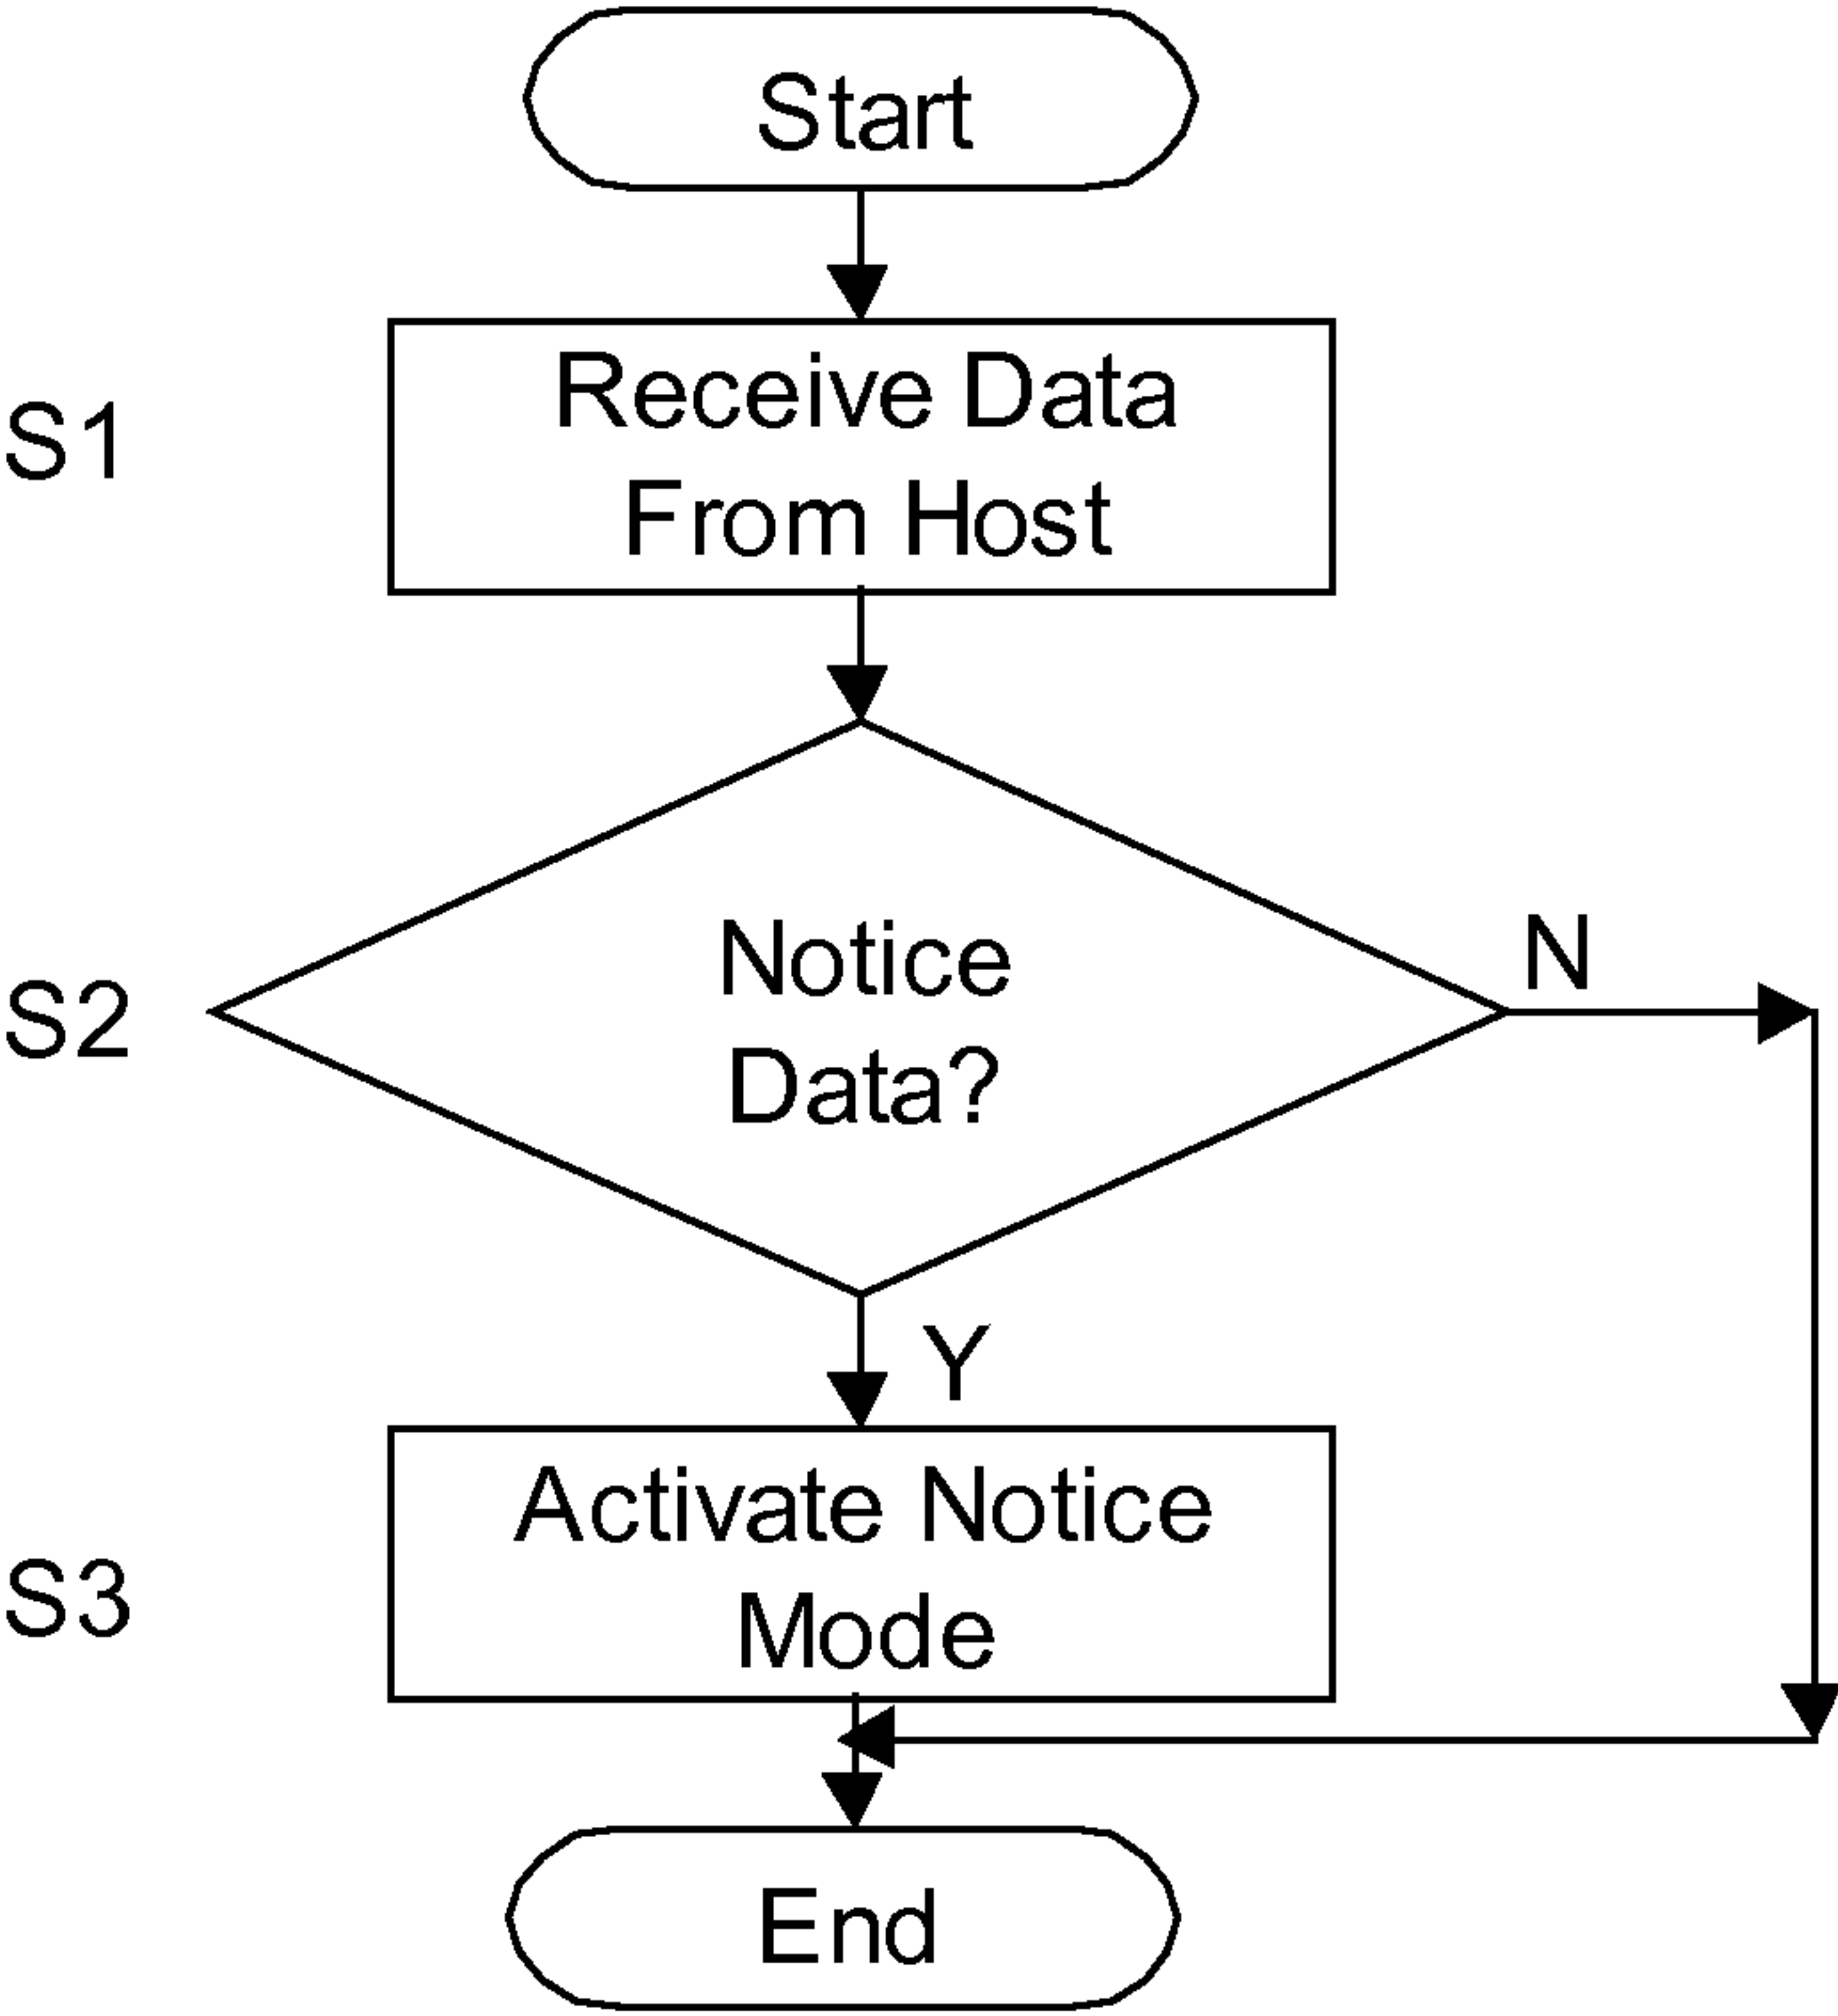 Start
S1
Receive Data
From Host
S2
Notice
Data?
N
Y
S3
Activate Notice
Mode
End